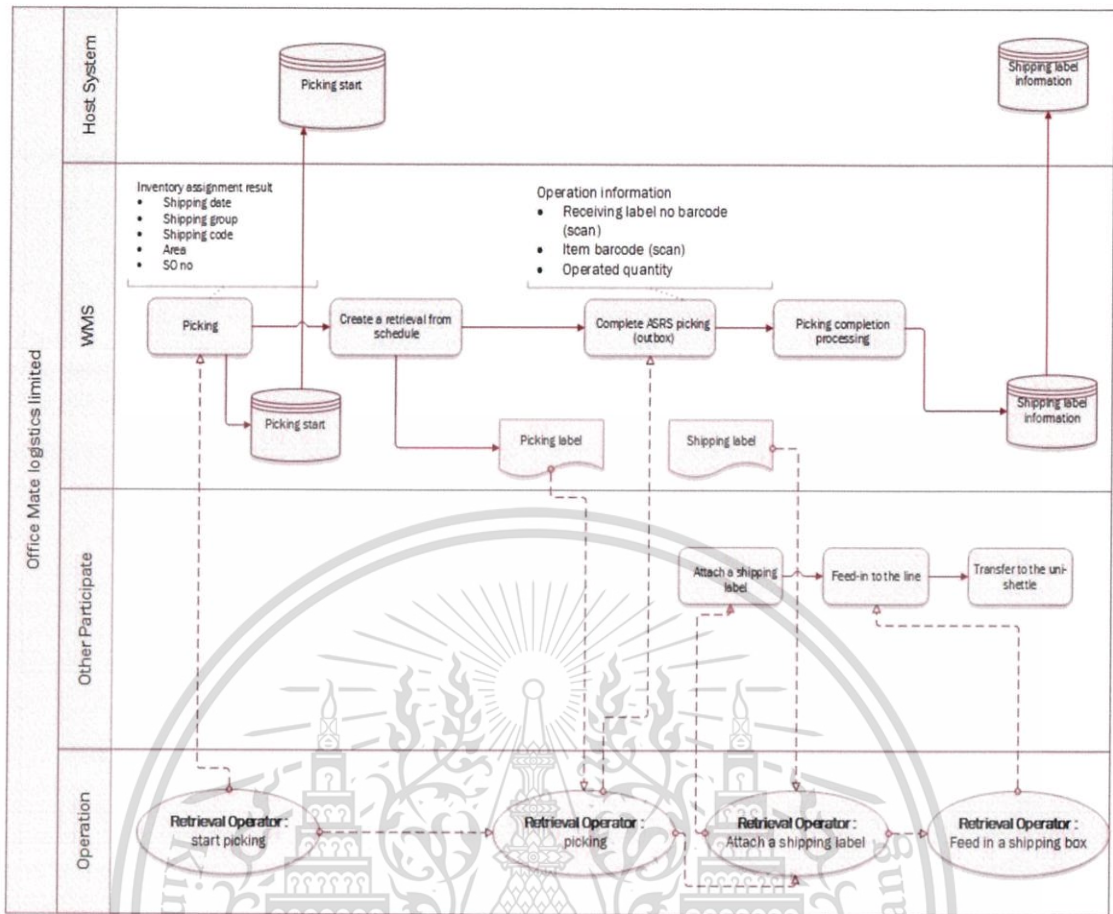 Office Mate logistics limited
Host System
Picking start
Shipping label
information
WMS
Inventory assignment result
• Shipping date
• Shipping group
• Shipping code
• Area
• SO no
Operation information
• Receiving label no barcode
(scan)
• Item barcode (scan)
• Operated quantity
Picking
Create a retrieval from
schedule
Complete ASRS picking
(outbox)
Picking completion
processing
Picking start
Picking label
Shipping label
Shipping label
information
Other Participate
Attach a shipping
label
Feed-in to the line
Transfer to the uni-
shettle
Operation
Retrieval Operator :
start picking
Retrieval Operator :
picking
Retrieval Operator :
Attach a shipping label
Retrieval Operator :
Feed in a shipping box